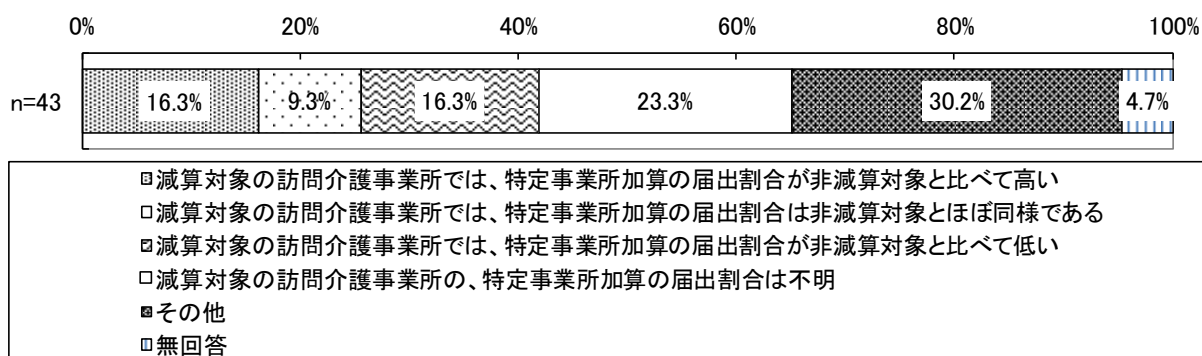 0% 20% 40% 60% 80% 100%
n=43 16.3% 9.3% 16.3% 23.3% 30.2% 4.7%
減算対象の訪問介護事業所では、特定事業所加算の届出割合が非減算対象と比べて高い
減算対象の訪問介護事業所では、特定事業所加算の届出割合は非減算対象とほぼ同様である
減算対象の訪問介護事業所では、特定事業所加算の届出割合が非減算対象と比べて低い
減算対象の訪問介護事業所の、特定事業所加算の届出割合は不明
その他
無回答